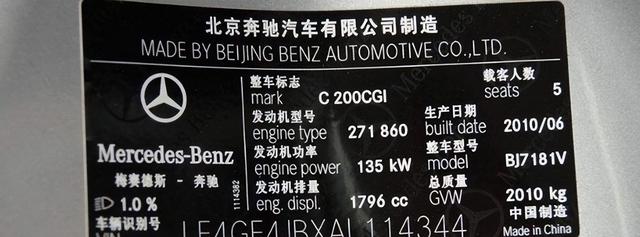 北京奔驰汽车有限公司制造
MADE BY BEIJING BENZ AUTOMOTIVE CO.,LTD.
整车标志 载客人数
mark C 200CGI seats 5
发动机型号 生产日期
engine type 271 860 built date 2010/06
发动机功率 整车型号
engine power 135 kW model BJ7181V
发动机排量 总质量
eng. displ. 1796 cc GVW 2010 kg
Mercedes-Benz
梅赛德斯 - 奔驰
1.0 %
1114382
中国制造
Made in China
车辆识别号